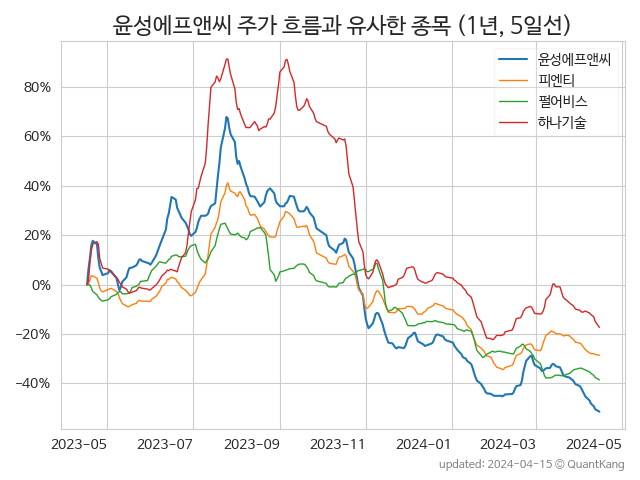 윤성에프앤씨 주가 흐름과 유사한 종목 (1년, 5일선)
윤성에프앤씨
피엔티
펄어비스
하나기술
80%
60%
40%
20%
0%
−20%
−40%
2023-05 2023-07 2023-09 2023-11 2024-01 2024-03 2024-05
updated: 2024-04-15 © QuantKang